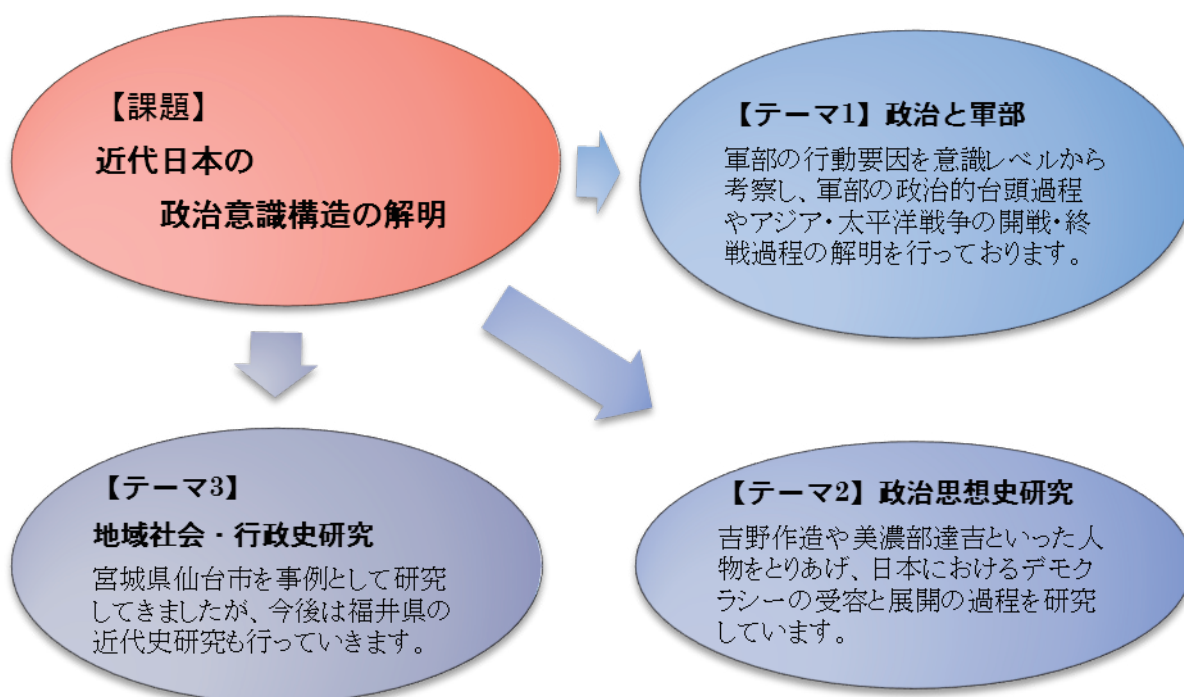 【課題】
近代日本の
政治意識構造の解明
【テーマ1】政治と軍部
軍部の行動要因を意識レベルから
考察し、軍部の政治的台頭過程
やアジア・太平洋戦争の開戦・終
戦過程の解明を行っております。
【テーマ2】政治思想史研究
吉野作造や美濃部達吉といった人
物をとりあげ、日本におけるデモク
ラシーの受容と展開の過程を研究
しています。
【テーマ3】
地域社会・行政史研究
宮城県仙台市を事例として研究
してきましたが、今後は福井県の
近代史研究も行っていきます。